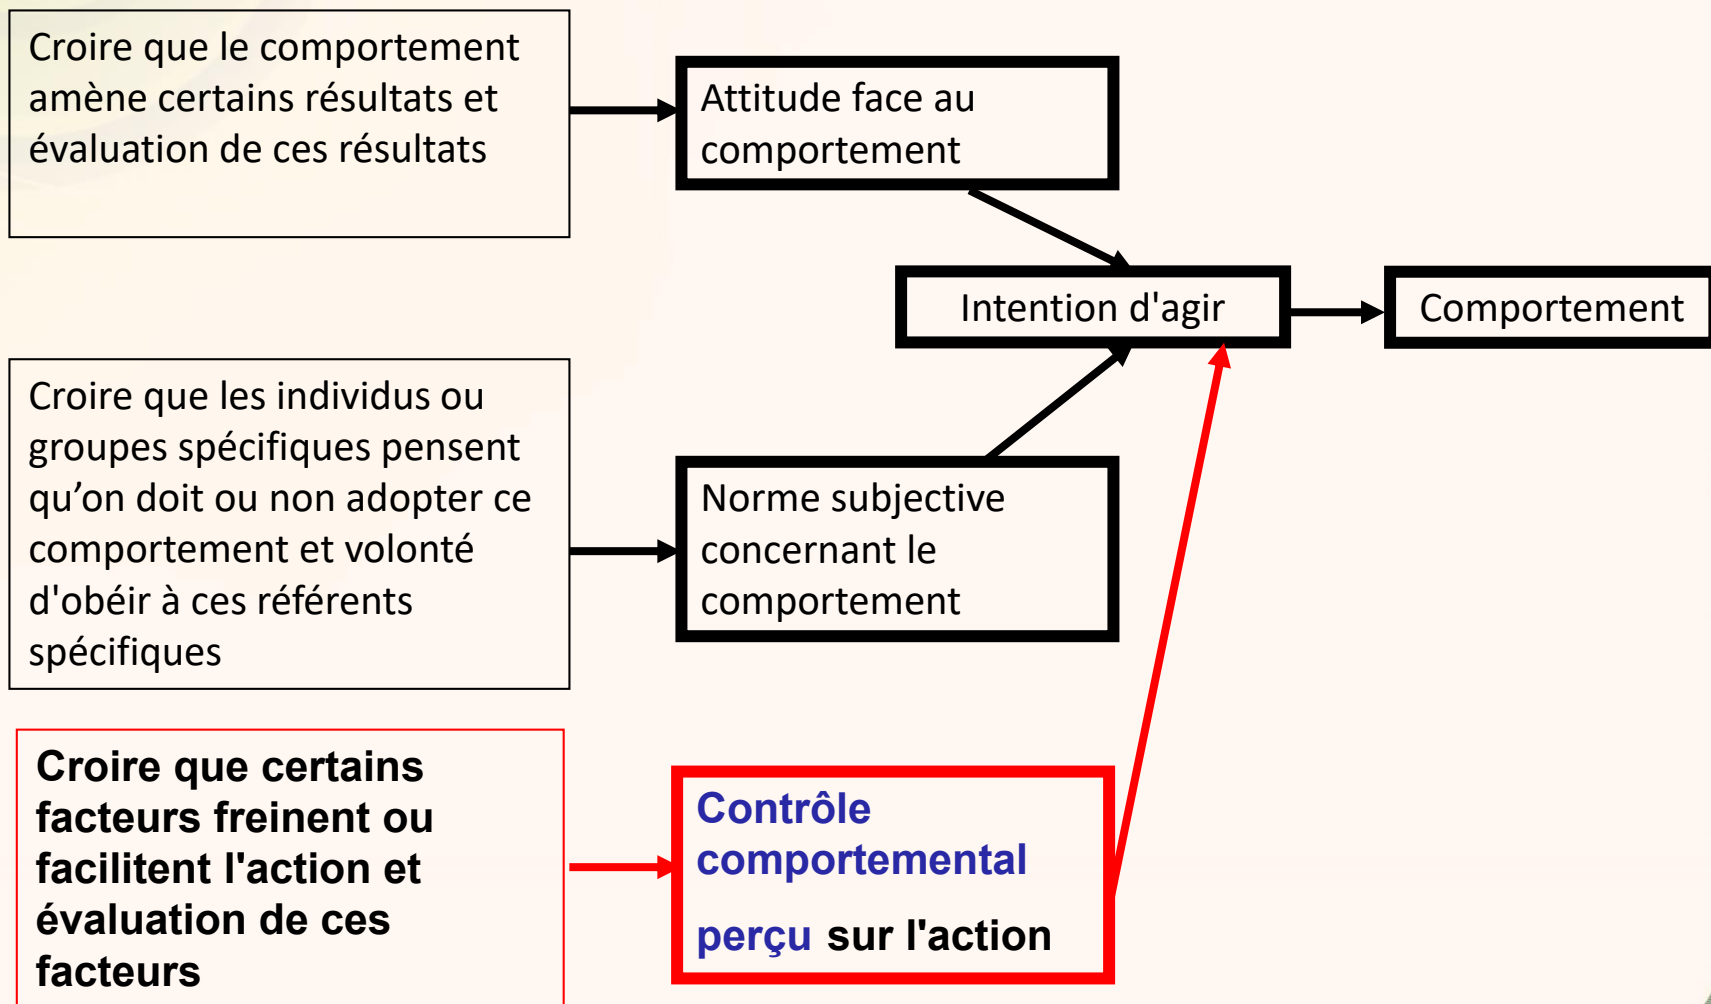 Croire que le comportement
amène certains résultats et
évaluation de ces résultats
Attitude face au
comportement
Intention d'agir
Comportement
Croire que les individus ou
groupes spécifiques pensent
qu’on doit ou non adopter ce
comportement et volonté
d'obéir à ces référents
spécifiques
Norme subjective
concernant le
comportement
Croire que certains
facteurs freinent ou
facilitent l'action et
évaluation de ces
facteurs
Contrôle
comportemental
perçu sur l'action